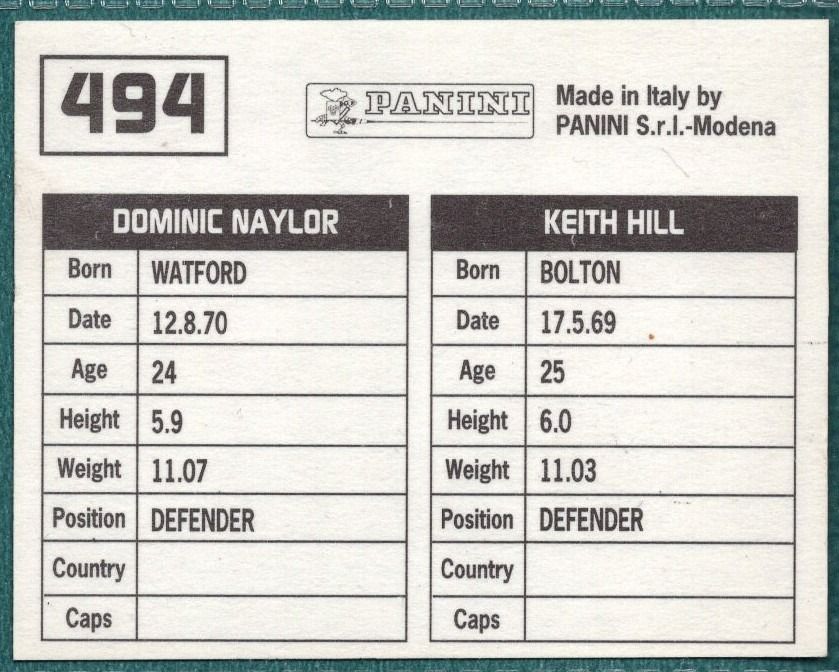 494
PANINI
Made in Italy by
PANINI S.r.l.-Modena
DOMINIC NAYLOR
Born WATFORD
Date 12.8.70
Age 24
Height 5.9
Weight 11.07
Position DEFENDER
Country
Caps
KEITH HILL
Born BOLTON
Date 17.5.69
Age 25
Height 6.0
Weight 11.03
Position DEFENDER
Country
Caps